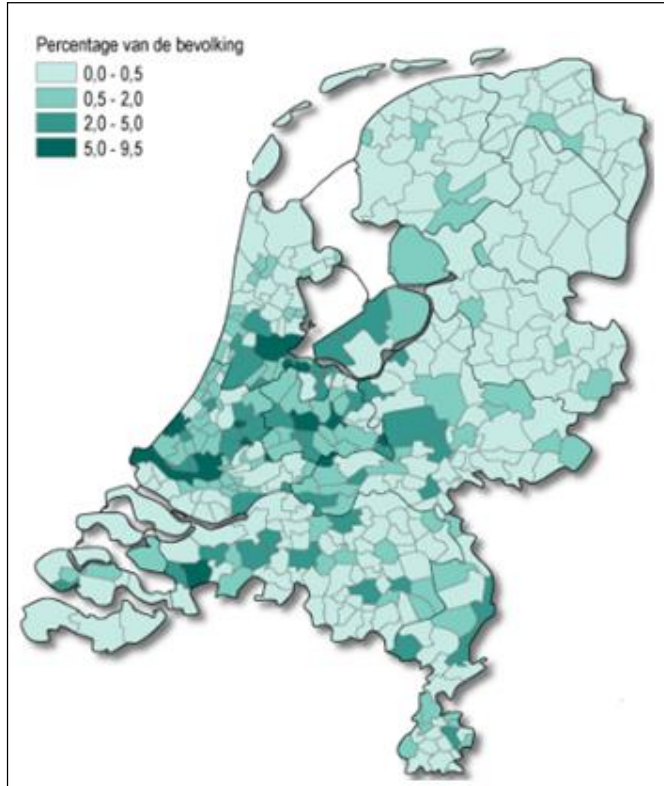 Percentage van de bevolking
0,0 - 0,5
0,5 - 2,0
2,0 - 5,0
5,0 - 9,5